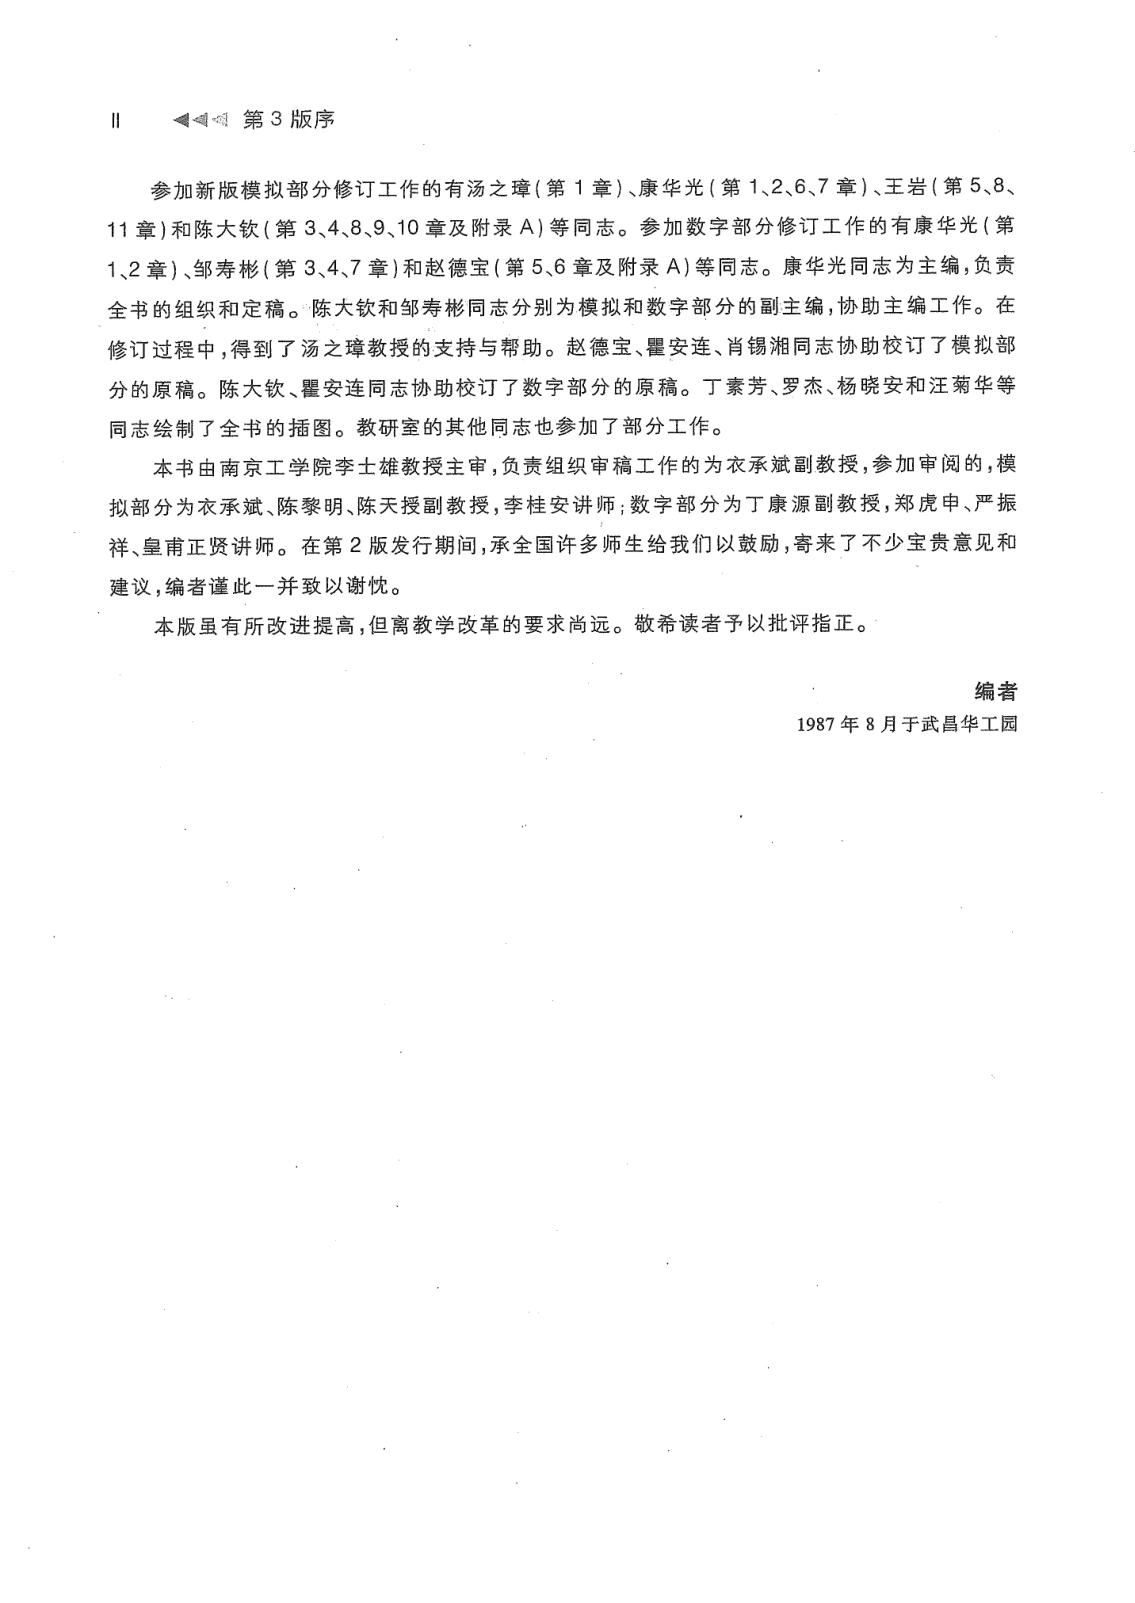 II ◀◀◀ 第 3 版序
参加新版模拟部分修订工作的有汤之璋(第 1 章)、康华光(第 1、2、6、7 章)、王岩(第 5、8、
11 章)和陈大钦(第 3、4、8、9、10 章及附录 A)等同志。参加数字部分修订工作的有康华光(第
1、2 章)、邹寿彬(第 3、4、7 章)和赵德宝(第 5、6 章及附录 A)等同志。康华光同志为主编,负责
全书的组织和定稿。陈大钦和邹寿彬同志分别为模拟和数字部分的副主编,协助主编工作。在
修订过程中,得到了汤之璋教授的支持与帮助。赵德宝、瞿安连、肖锡湘同志协助校订了模拟部
分的原稿。陈大钦、瞿安连同志协助校订了数字部分的原稿。丁素芳、罗杰、杨晓安和汪菊华等
同志绘制了全书的插图。教研室的其他同志也参加了部分工作。
本书由南京工学院李士雄教授主审,负责组织审稿工作的为衣承斌副教授,参加审阅的,模
拟部分为衣承斌、陈黎明、陈天授副教授,李桂安讲师;数字部分为丁康源副教授,郑虎申、严振
祥、皇甫正贤讲师。在第 2 版发行期间,承全国许多师生给我们以鼓励,寄来了不少宝贵意见和
建议,编者谨此一并致以谢忱。
本版虽有所改进提高,但离教学改革的要求尚远。敬希读者予以批评指正。
编者
1987 年 8 月于武昌华工园